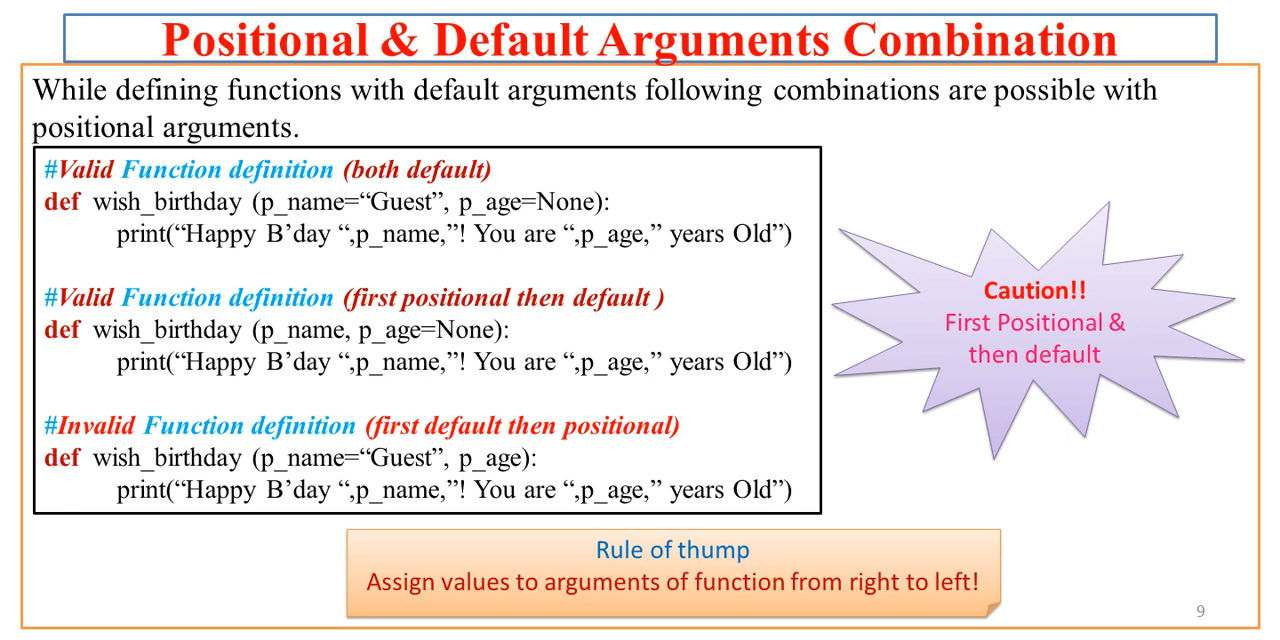 Positional & Default Arguments Combination
While defining functions with default arguments following combinations are possible with
positional arguments.
#Valid Function definition (both default)
def wish_birthday (p_name=“Guest”, p_age=None):
print(“Happy B’day “,p_name,”! You are “,p_age,” years Old”)
#Valid Function definition (first positional then default )
def wish_birthday (p_name, p_age=None):
print(“Happy B’day “,p_name,”! You are “,p_age,” years Old”)
#Invalid Function definition (first default then positional)
def wish_birthday (p_name=“Guest”, p_age):
print(“Happy B’day “,p_name,”! You are “,p_age,” years Old”)
Caution!!
First Positional &
then default
Rule of thump
Assign values to arguments of function from right to left!
9